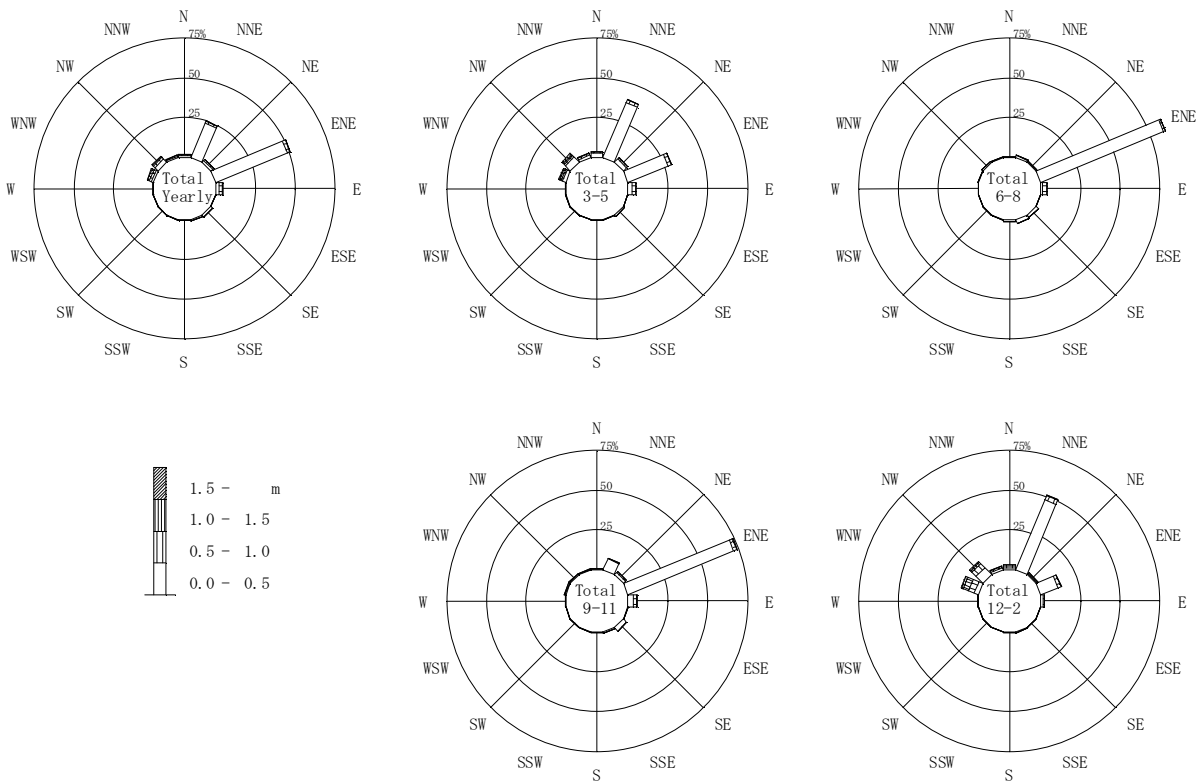 N
NNW NNE
75%
NW NE
50
25
WNW ENE
Total
Yearly
W E
WSW ESE
SW SE
SSW SSE
S
N
NNW NNE
75%
NW NE
50
25
WNW ENE
Total
3-5
W E
WSW ESE
SW SE
SSW SSE
S
N
NNW NNE
75%
NW NE
50
25
WNW ENE
Total
6-8
W E
WSW ESE
SW SE
SSW SSE
S
1.5 - m
1.0 - 1.5
0.5 - 1.0
0.0 - 0.5
N
NNW NNE
75%
NW NE
50
25
WNW ENE
Total
9-11
W E
WSW ESE
SW SE
SSW SSE
S
N
NNW NNE
75%
NW NE
50
25
WNW ENE
Total
12-2
W E
WSW ESE
SW SE
SSW SSE
S